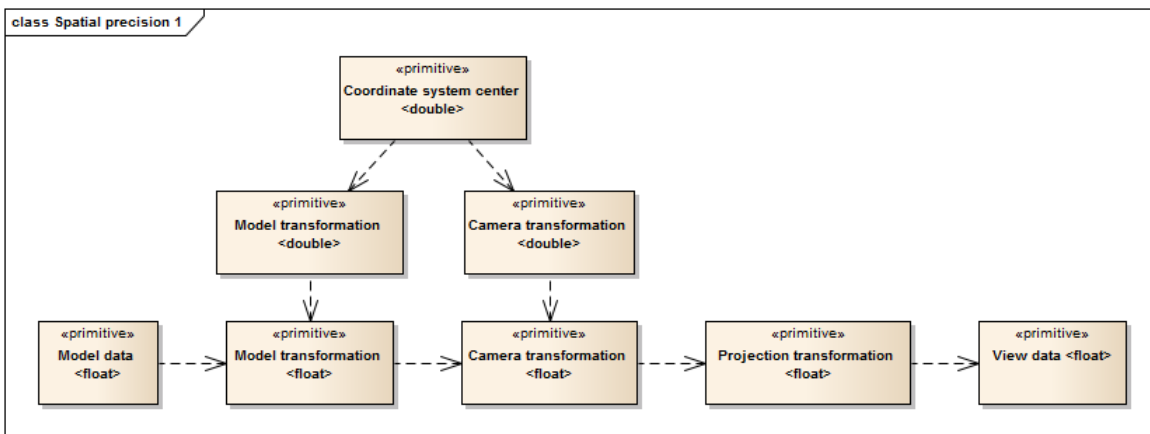 class Spatial precision 1
«primitive»
Coordinate system center
<double>
«primitive»
Model transformation
<double>
«primitive»
Camera transformation
<double>
«primitive»
Model data
<float>
«primitive»
Model transformation
<float>
«primitive»
Camera transformation
<float>
«primitive»
Projection transformation
<float>
«primitive»
View data <float>